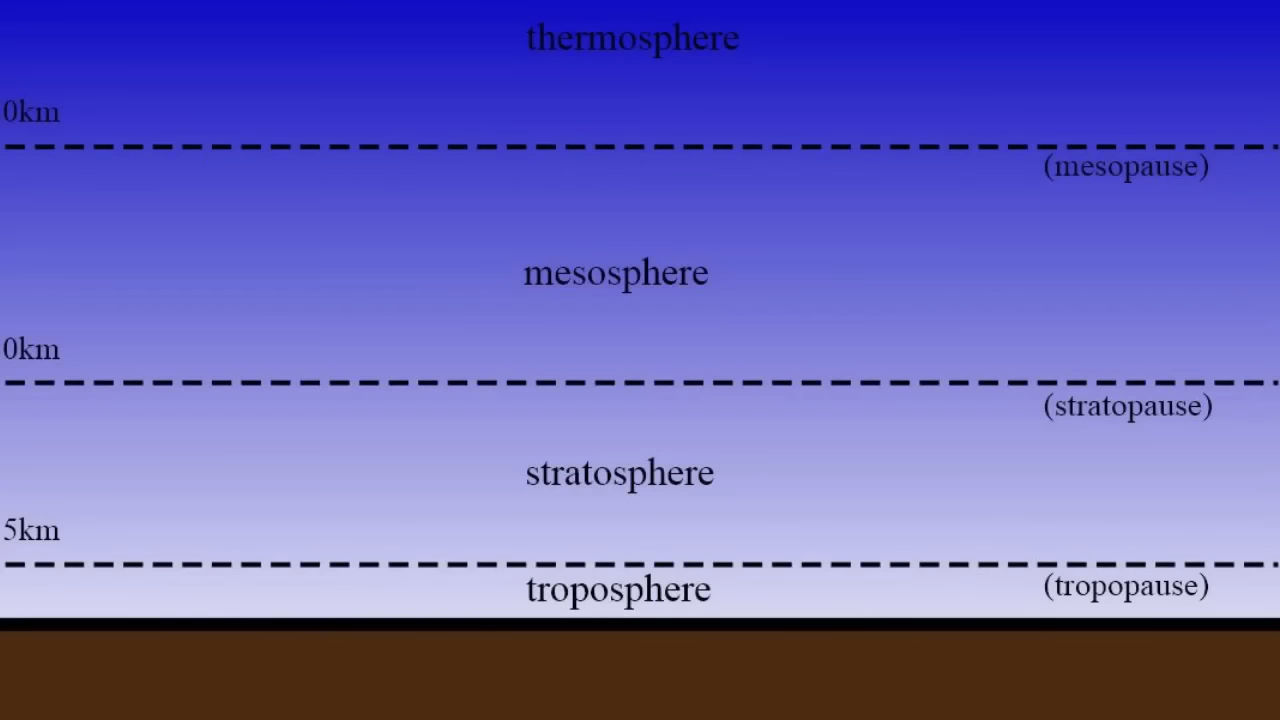 thermosphere
0km
(mesopause)
mesosphere
0km
(stratopause)
stratosphere
5km
troposphere
(tropopause)